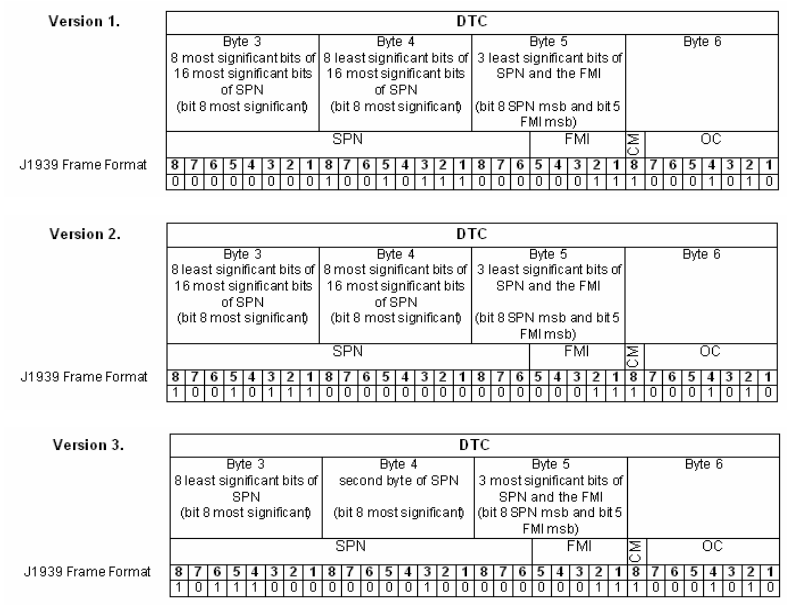 Version 1.
DTC
Byte 3 Byte 4 Byte 5 Byte 6
8 most significant bits of 8 least significant bits of 3 least significant bits of
16 most significant bits 16 most significant bits SPN and the FMI
of SPN of SPN
(bit 8 most significant) (bit 8 most significant) (bit 8 SPN msb and bit 5
FMI msb)
SPN FMI CM OC
J1939 Frame Format 8 7 6 5 4 3 2 1 8 7 6 5 4 3 2 1 8 7 6 5 4 3 2 1 8 7 6 5 4 3 2 1
0 0 0 0 0 0 0 0 1 0 0 1 0 1 1 1 0 0 0 0 0 0 1 1 1 0 0 0 1 0 1 0
Version 2.
DTC
Byte 3 Byte 4 Byte 5 Byte 6
8 least significant bits of 8 most significant bits of 3 least significant bits of
16 most significant bits 16 most significant bits SPN and the FMI
of SPN of SPN
(bit 8 most significant) (bit 8 most significant) (bit 8 SPN msb and bit 5
FMI msb)
SPN FMI CM OC
J1939 Frame Format 8 7 6 5 4 3 2 1 8 7 6 5 4 3 2 1 8 7 6 5 4 3 2 1 8 7 6 5 4 3 2 1
1 0 0 1 0 1 1 1 0 0 0 0 0 0 0 0 0 0 0 0 0 0 1 1 1 0 0 0 1 0 1 0
Version 3.
DTC
Byte 3 Byte 4 Byte 5 Byte 6
8 least significant bits of second byte of SPN 3 most significant bits of
SPN SPN and the FMI
(bit 8 most significant) (bit 8 most significant) (bit 8 SPN msb and bit 5
FMI msb)
SPN FMI CM OC
J1939 Frame Format 8 7 6 5 4 3 2 1 8 7 6 5 4 3 2 1 8 7 6 5 4 3 2 1 8 7 6 5 4 3 2 1
1 0 1 1 1 0 0 0 0 0 0 0 0 1 0 0 0 0 0 0 0 0 1 1 1 0 0 0 1 0 1 0